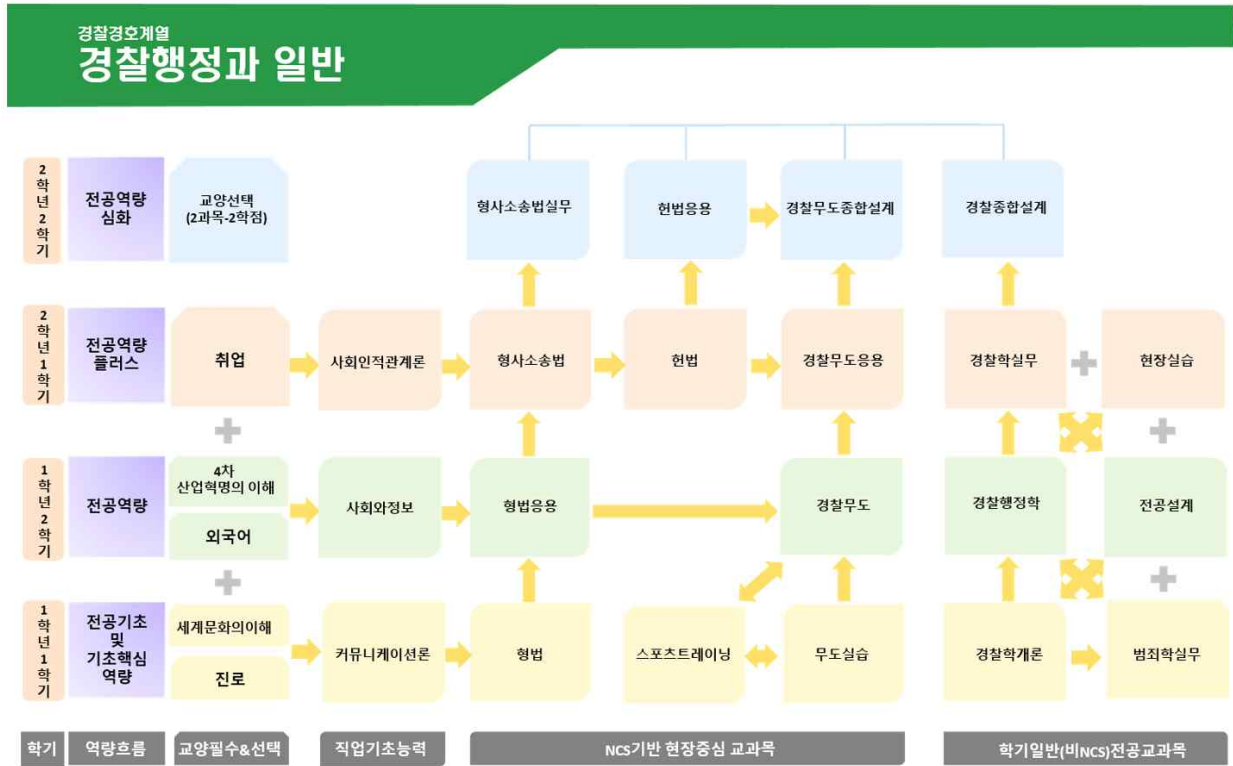 경찰경호계열
경찰행정과 일반
2학년2학기
전공역량
심화
교양선택
(2과목-2학점)
형사소송법실무
헌법응용
경찰무도종합설계
경찰종합설계
2학년1학기
전공역량
플러스
취업
사회인적관계론
형사소송법
헌법
경찰무도응용
경찰학실무
현장실습
1학년2학기
전공역량
4차
산업혁명의 이해
외국어
사회와정보
형법응용
경찰무도
경찰행정학
전공설계
1학년1학기
전공기초
및
기초핵심
역량
세계문화의이해
진로
커뮤니케이션론
형법
스포츠트레이닝
무도실습
경찰학개론
범죄학실무
학기
역량흐름
교양필수&선택
직업기초능력
NCS기반 현장중심 교과목
학기일반(비NCS)전공교과목